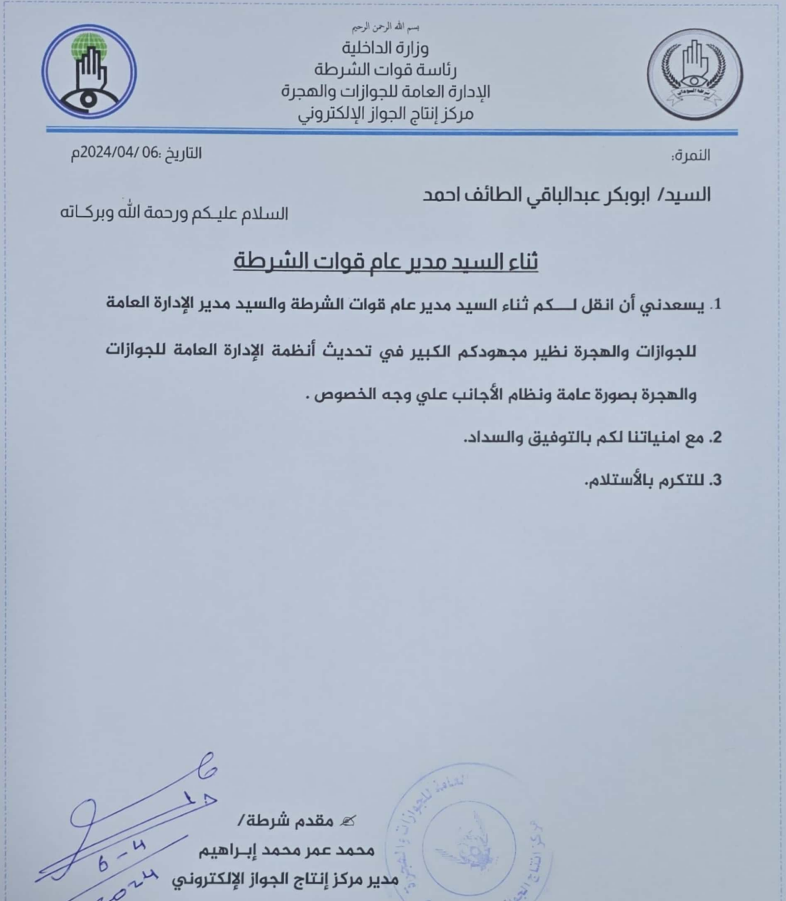 بسم الله الرحمن الرحيم
وزارة الداخلية
رئاسة قوات الشرطة
الإدارة العامة للجوازات والهجرة
مركز إنتاج الجواز الإلكتروني
النمرة:
التاريخ :06 /2024/04م
السيد/ ابوبكر عبدالباقي الطائف احمد
السلام عليـكم ورحمة الله وبركـاته
ثناء السيد مدير عام قوات الشرطة
1. يسعدني أن انقل لـــكم ثناء السيد مدير عام قوات الشرطة والسيد مدير الإدارة العامة
للجوازات والهجرة نظير مجهودكم الكبير في تحديث أنظمة الإدارة العامة للجوازات
والهجرة بصورة عامة ونظام الأجانب علي وجه الخصوص .
2. مع امنياتنا لكم بالتوفيق والسداد.
3. للتكرم بالأستلام.
مقدم شرطة/
محمد عمر محمد إبـراهيم
مدير مركز إنتاج الجواز الإلكتروني
6-4
2024
العامة للجوازات والهجرة
مركز إنتاج الجواز